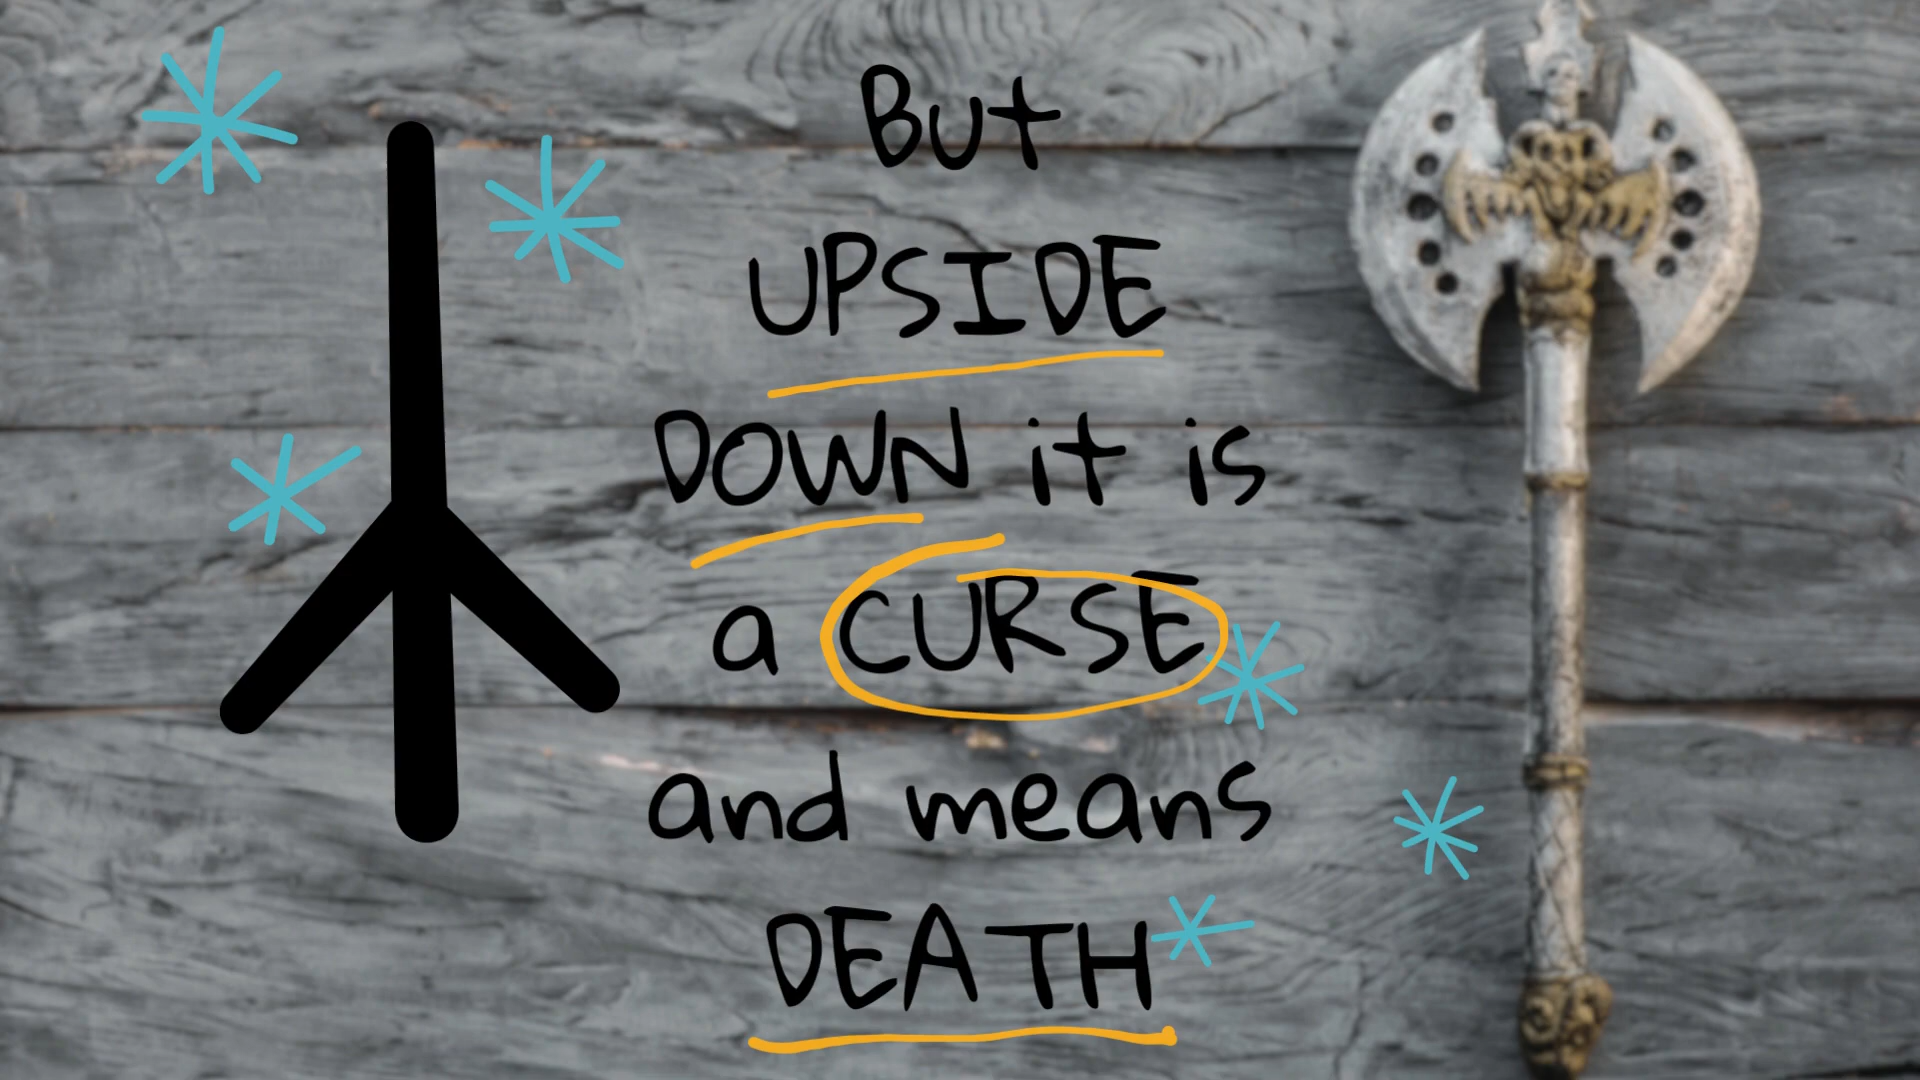 But
UPSIDE
DOWN it is
a CURSE
and means
DEATH